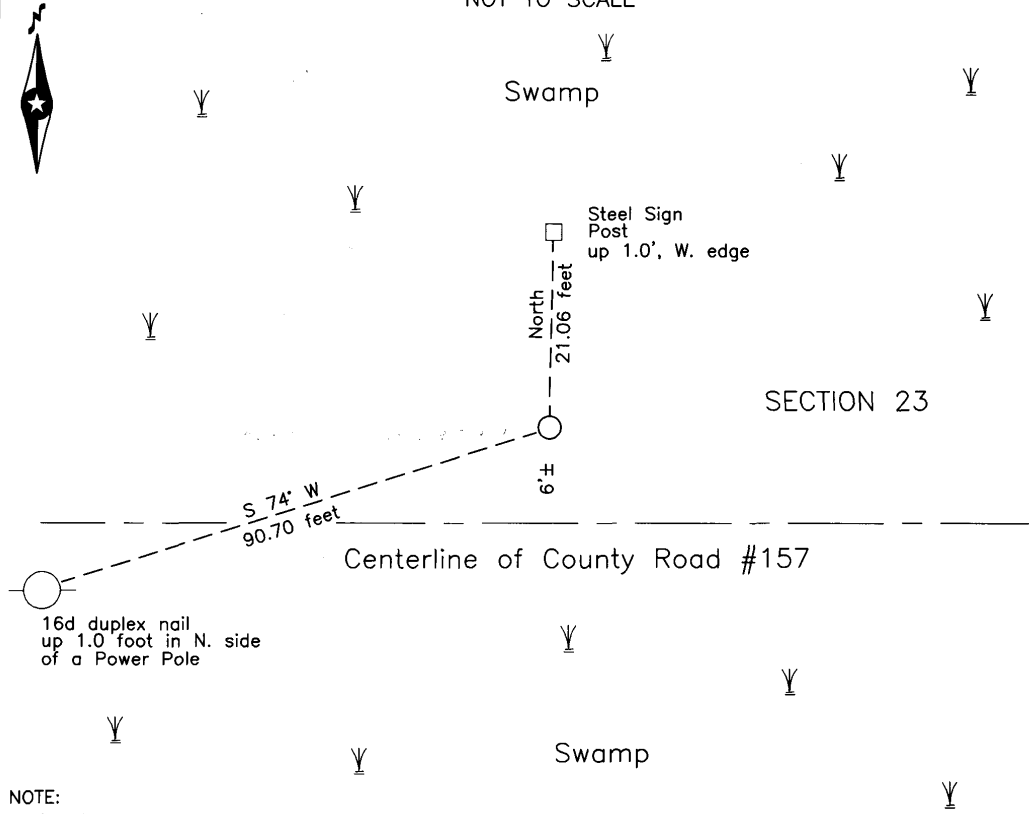 NOT TO SCALE
N
Swamp
Steel Sign
Post
up 1.0', W. edge
North
21.06 feet
SECTION 23
6'±
S 74° W
90.70 feet
Centerline of County Road #157
16d duplex nail
up 1.0 foot in N. side
of a Power Pole
Swamp
NOTE: